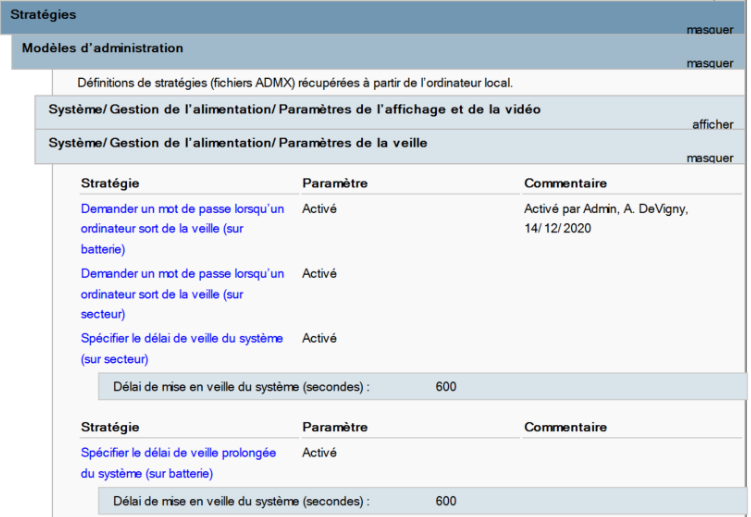 Stratégies
masquer
Modèles d'administration
masquer
Définitions de stratégies (fichiers ADMX) récupérées à partir de l'ordinateur local.
Système/ Gestion de l'alimentation/ Paramètres de l'affichage et de la vidéo
afficher
Système/ Gestion de l'alimentation/ Paramètres de la veille
masquer
Stratégie Paramètre Commentaire
Demander un mot de passe lorsqu'un Activé Activé par Admin, A. DeVigny,
ordinateur sort de la veille (sur 14/ 12/ 2020
batterie)
Demander un mot de passe lorsqu'un Activé
ordinateur sort de la veille (sur
secteur)
Spécifier le délai de veille du système Activé
(sur secteur)
Délai de mise en veille du système (secondes) : 600
Stratégie Paramètre Commentaire
Spécifier le délai de veille prolongée Activé
du système (sur batterie)
Délai de mise en veille du système (secondes) : 600